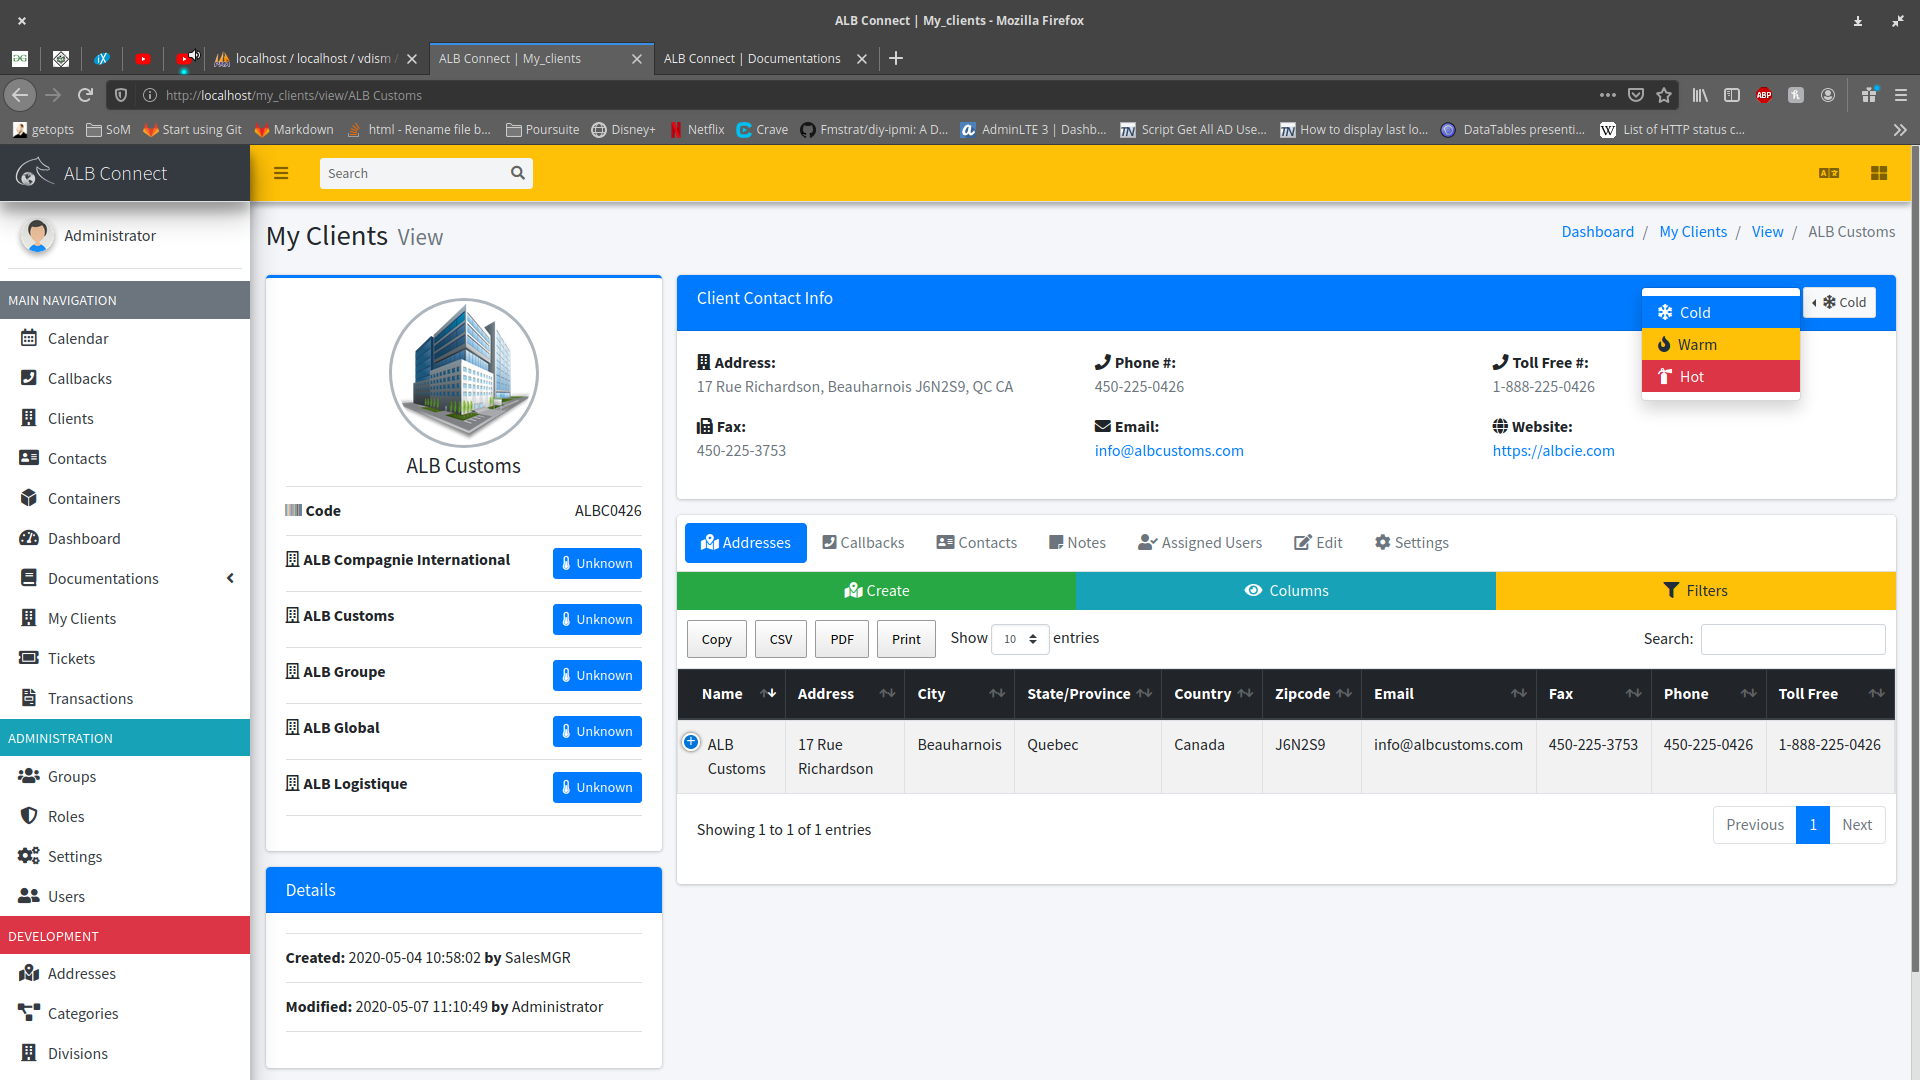 ALB Connect | My_clients - Mozilla Firefox
localhost / localhost / vdism /
ALB Connect | My_clients
ALB Connect | Documentations
http://localhost/my_clients/view/ALB Customs
ABP
getopts
SoM
Start using Git
Markdown
html - Rename file b...
Poursuite
Disney+
Netflix
Crave
Fmstrat/diy-ipmi: A D...
AdminLTE 3 | Dashb...
Script Get All AD Use...
How to display last lo...
DataTables presenti...
List of HTTP status c...
ALB Connect
Search
Administrator
MAIN NAVIGATION
Calendar
Callbacks
Clients
Contacts
Containers
Dashboard
Documentations
My Clients
Tickets
Transactions
ADMINISTRATION
Groups
Roles
Settings
Users
DEVELOPMENT
Addresses
Categories
Divisions
My Clients View
Dashboard / My Clients / View / ALB Customs
ALB Customs
Code ALBC0426
ALB Compagnie International Unknown
ALB Customs Unknown
ALB Groupe Unknown
ALB Global Unknown
ALB Logistique Unknown
Details
Created: 2020-05-04 10:58:02 by SalesMGR
Modified: 2020-05-07 11:10:49 by Administrator
Client Contact Info
Cold
Cold
Warm
Hot
Address:
17 Rue Richardson, Beauharnois J6N2S9, QC CA
Phone #:
450-225-0426
Toll Free #:
1-888-225-0426
Fax:
450-225-3753
Email:
info@albcustoms.com
Website:
https://albcie.com
Addresses Callbacks Contacts Notes Assigned Users Edit Settings
Create Columns Filters
Copy CSV PDF Print Show 10 entries Search:
Name Address City State/Province Country Zipcode Email Fax Phone Toll Free
ALB 17 Rue Beauharnois Quebec Canada J6N2S9 info@albcustoms.com 450-225-3753 450-225-0426 1-888-225-0426
Customs Richardson
Showing 1 to 1 of 1 entries
Previous 1 Next